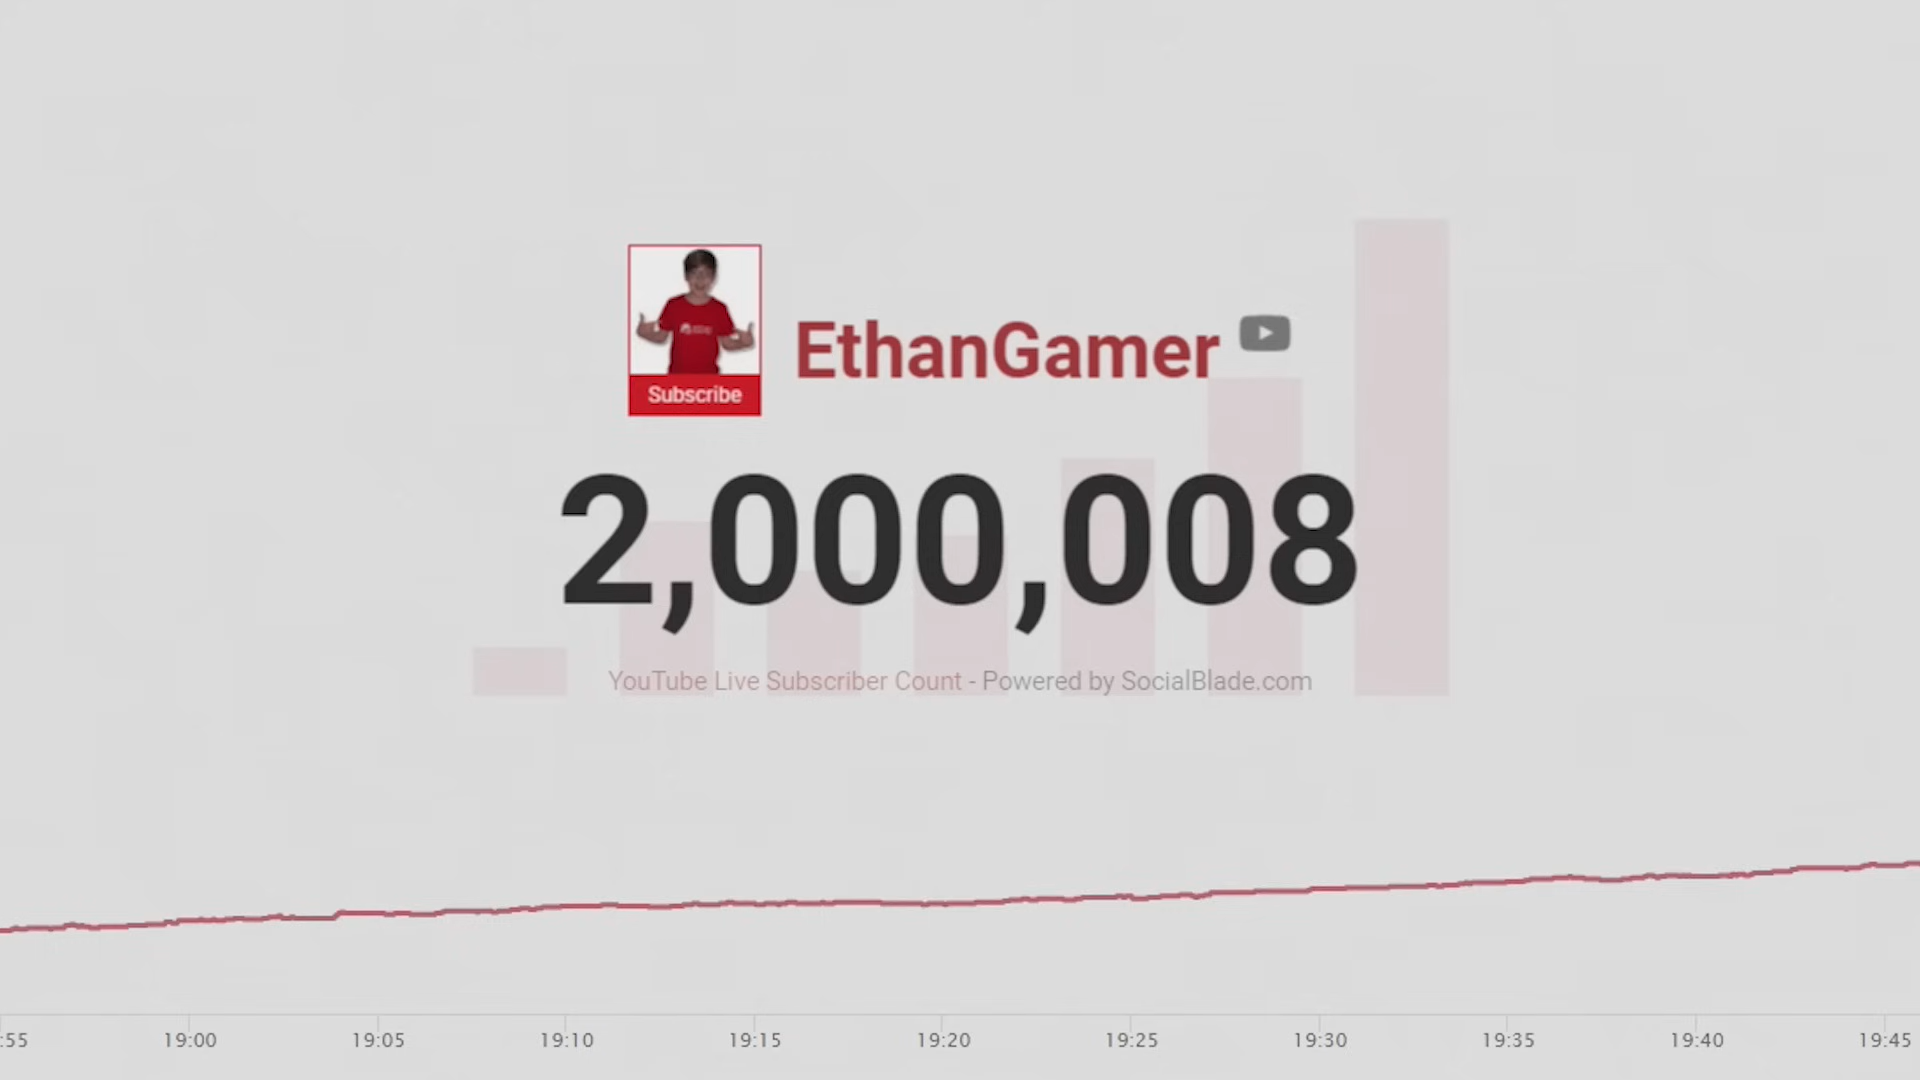 EthanGamer
Subscribe
2,000,008
YouTube Live Subscriber Count - Powered by SocialBlade.com
:55 19:00 19:05 19:10 19:15 19:20 19:25 19:30 19:35 19:40 19:45